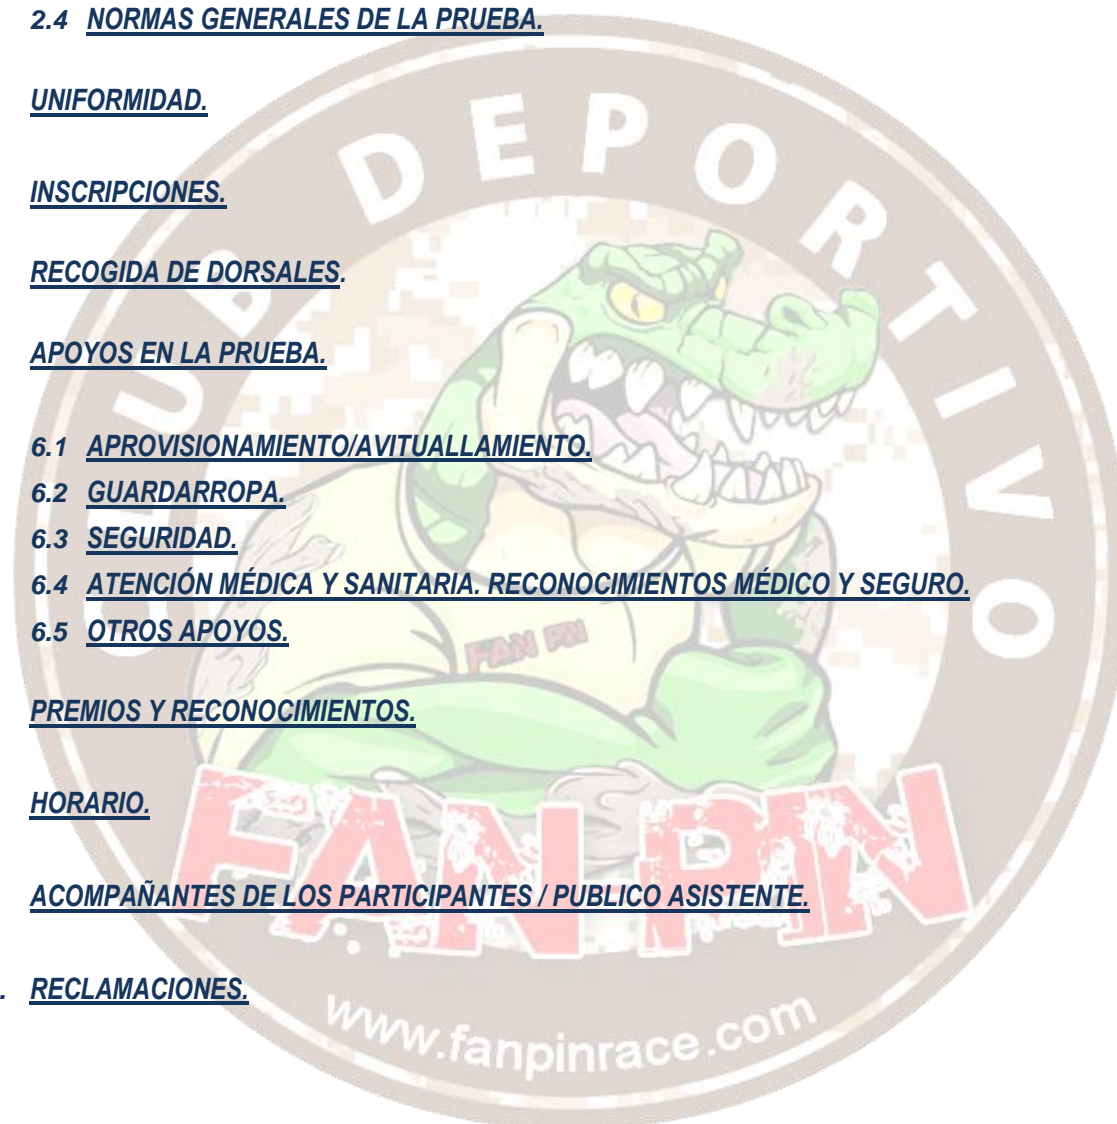 2.4 NORMAS GENERALES DE LA PRUEBA.
UNIFORMIDAD.
INSCRIPCIONES.
RECOGIDA DE DORSALES.
APOYOS EN LA PRUEBA.
6.1 APROVISIONAMIENTO/AVITUALLAMIENTO.
6.2 GUARDARROPA.
6.3 SEGURIDAD.
6.4 ATENCIÓN MÉDICA Y SANITARIA. RECONOCIMIENTOS MÉDICO Y SEGURO.
6.5 OTROS APOYOS.
PREMIOS Y RECONOCIMIENTOS.
HORARIO.
ACOMPAÑANTES DE LOS PARTICIPANTES / PUBLICO ASISTENTE.
. RECLAMACIONES.
CLUB DEPORTIVO
FAN PIN
FAN PIN
www.fanpinrace.com